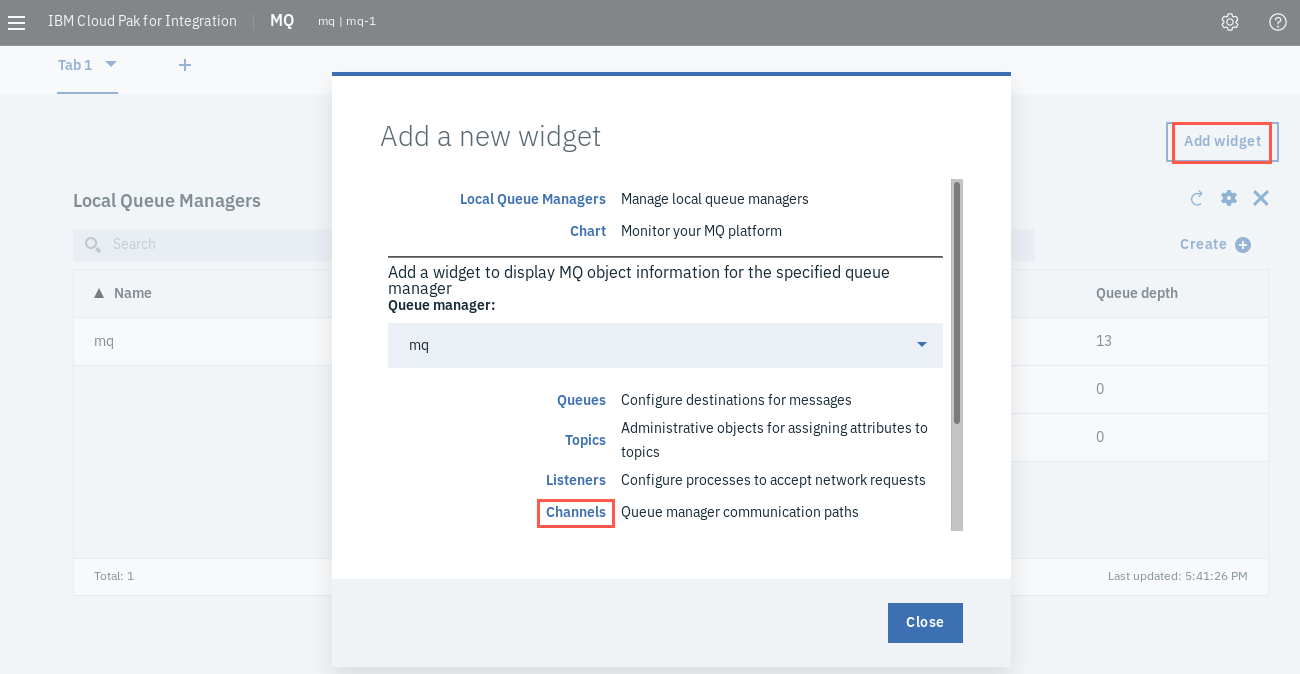 IBM Cloud Pak for Integration MQ mq | mq-1
Tab 1
Add widget
Local Queue Managers
Search
Create
Name
Queue depth
mq
13
0
0
Total: 1
Last updated: 5:41:26 PM
Add a new widget
Local Queue Managers Manage local queue managers
Chart Monitor your MQ platform
Add a widget to display MQ object information for the specified queue
manager
Queue manager:
mq
Queues Configure destinations for messages
Topics Administrative objects for assigning attributes to
topics
Listeners Configure processes to accept network requests
Channels Queue manager communication paths
Close